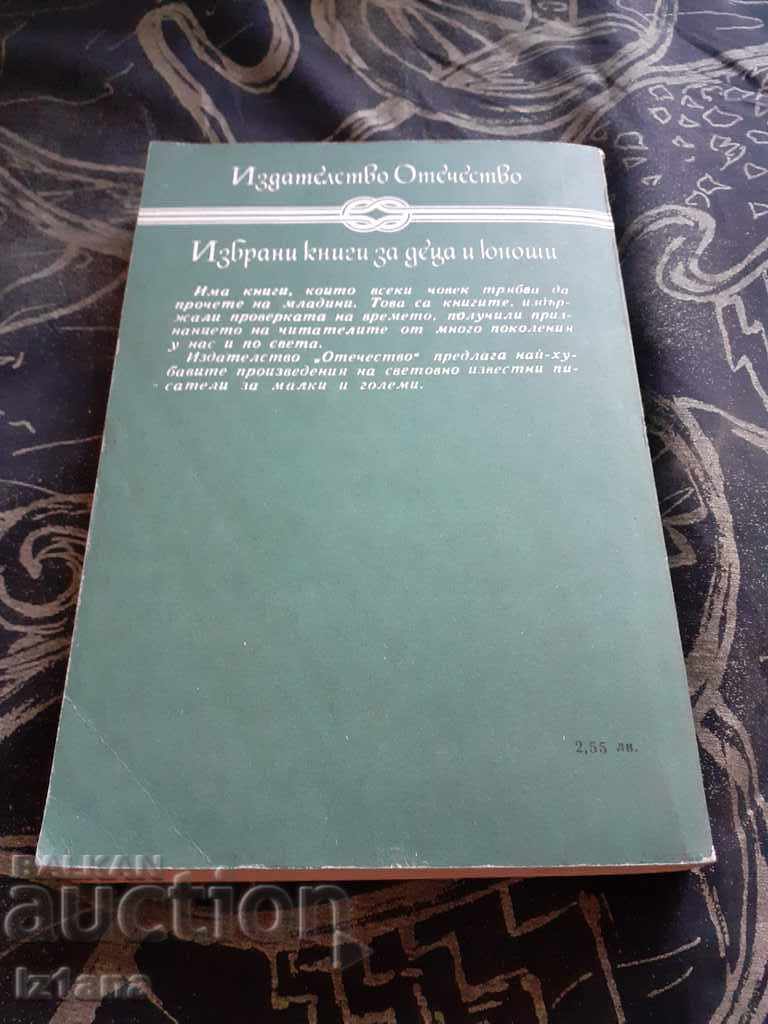 Издателство Отечество
Избрани книги за деца и юноши
Има книги, които всеки човек трябва да
прочете на младини. Това са книгите, издър-
жали проверката на времето, получили приз-
нанието на читателите от много поколения
у нас и по света.
Издателство „Отечество“ предлага най-ху-
бавите произведения на световно известни пи-
сатели за малки и големи.
2,55 лв.
BALKAN
auction
Iz1ana